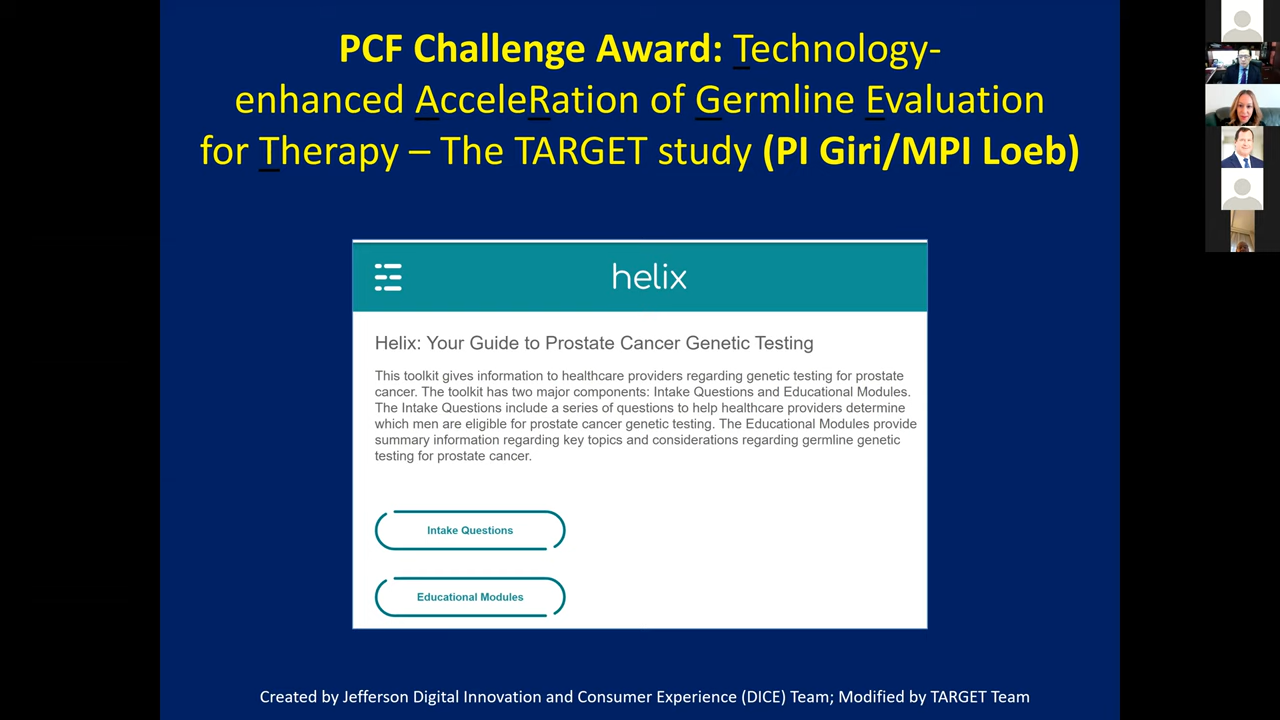 PCF Challenge Award: Technology-
enhanced AcceleRation of Germline Evaluation
for Therapy – The TARGET study (PI Giri/MPI Loeb)
helix
Helix: Your Guide to Prostate Cancer Genetic Testing
This toolkit gives information to healthcare providers regarding genetic testing for prostate
cancer. The toolkit has two major components: Intake Questions and Educational Modules.
The Intake Questions include a series of questions to help healthcare providers determine
which men are eligible for prostate cancer genetic testing. The Educational Modules provide
summary information regarding key topics and considerations regarding germline genetic
testing for prostate cancer.
Intake Questions
Educational Modules
Created by Jefferson Digital Innovation and Consumer Experience (DICE) Team; Modified by TARGET Team